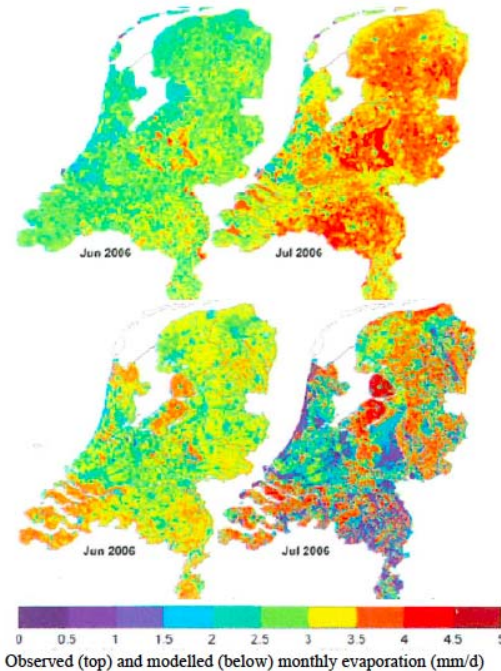 Jun 2006
Jul 2006
Jun 2006
Jul 2006
0 0.5 1 1.5 2 2.5 3 3.5 4 4.5 5
Observed (top) and modelled (below) monthly evaporation (mm/d)